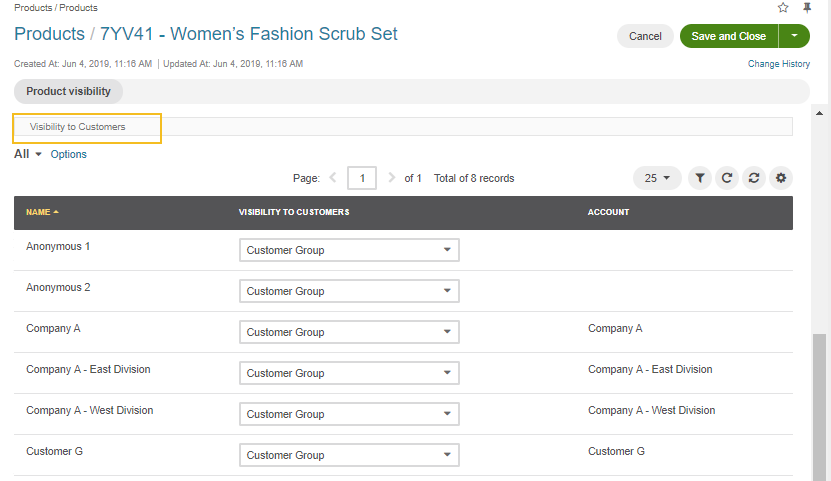 Products / Products
Products / 7YV41 - Women’s Fashion Scrub Set
Cancel
Save and Close
Created At: Jun 4, 2019, 11:16 AM | Updated At: Jun 4, 2019, 11:16 AM
Change History
Product visibility
Visibility to Customers
All Options
Page: 1 of 1 Total of 8 records 25
NAME VISIBILITY TO CUSTOMERS ACCOUNT
Anonymous 1 Customer Group
Anonymous 2 Customer Group
Company A Customer Group Company A
Company A - East Division Customer Group Company A - East Division
Company A - West Division Customer Group Company A - West Division
Customer G Customer Group Customer G